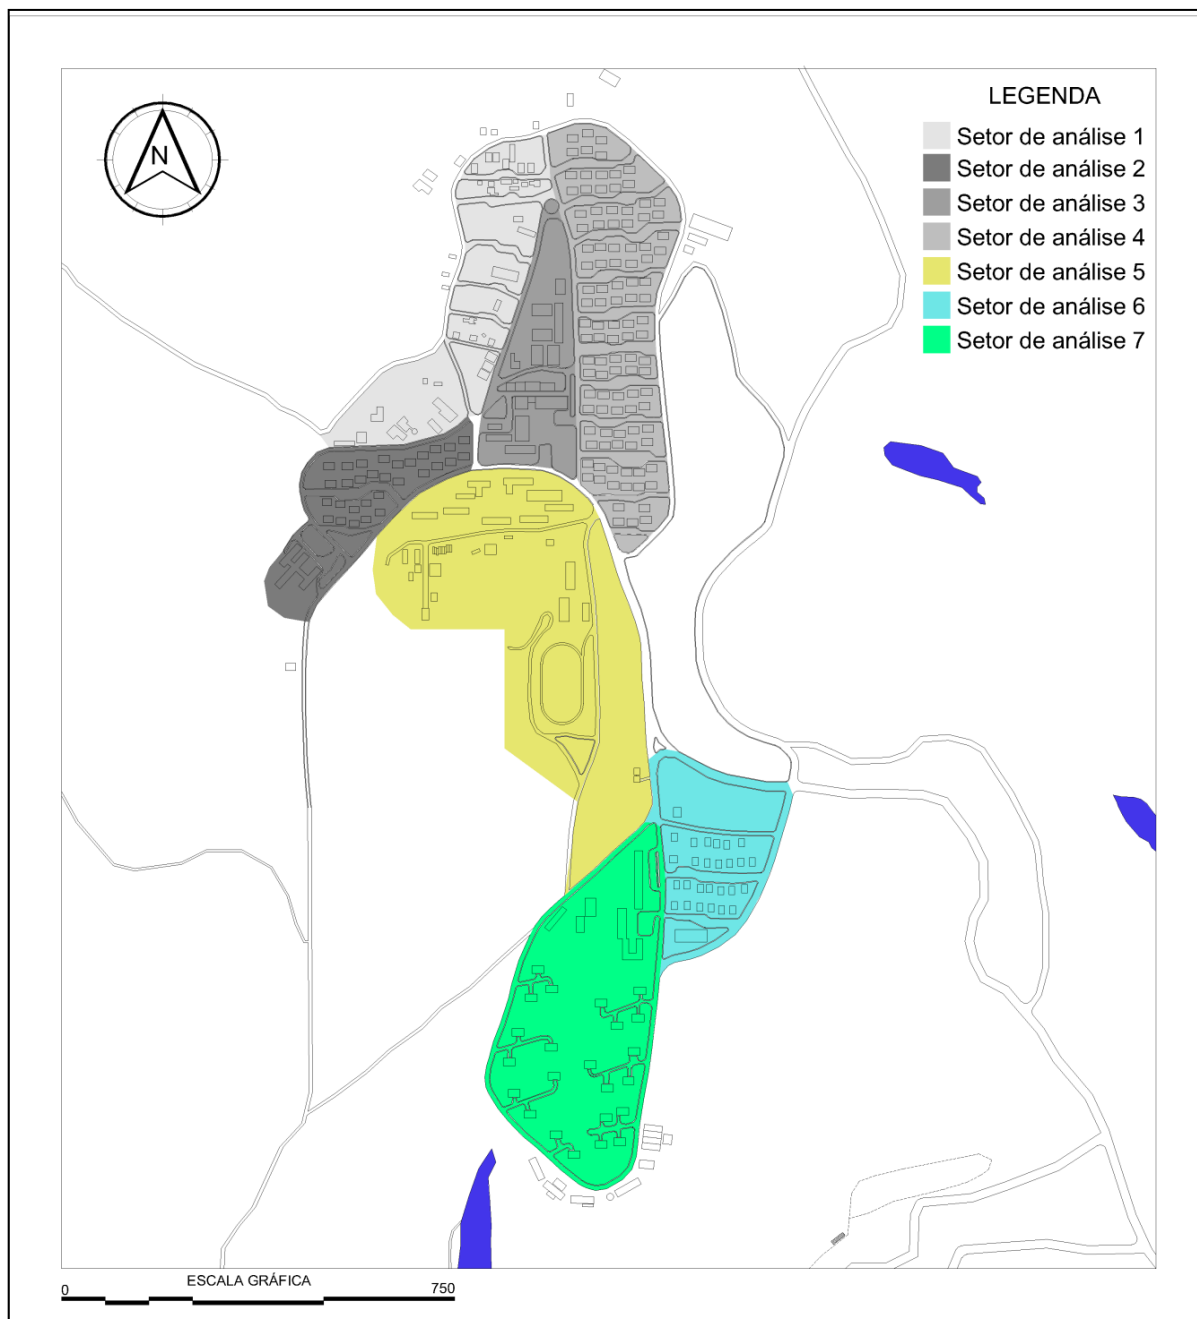 N
LEGENDA
Setor de análise 1
Setor de análise 2
Setor de análise 3
Setor de análise 4
Setor de análise 5
Setor de análise 6
Setor de análise 7
ESCALA GRÁFICA
0 750